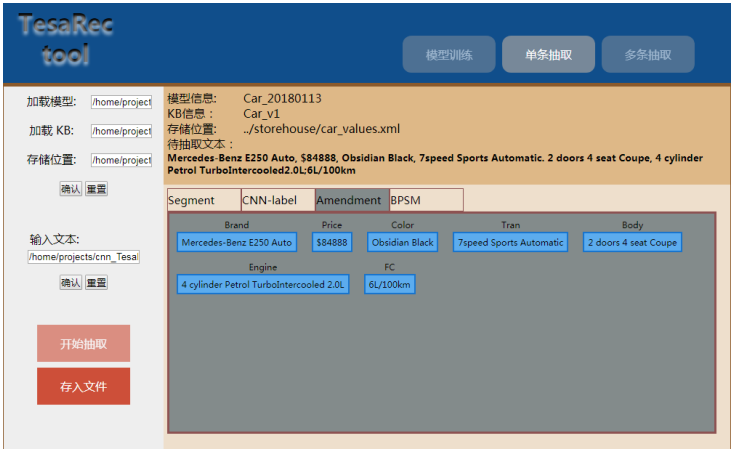 TesaRec
tool
模型训练 单条抽取 多条抽取
加载模型: /home/project
加载 KB: /home/project
存储位置: /home/project
确认 重置
输入文本:
/home/projects/cnn_Tesal
确认 重置
开始抽取
存入文件
模型信息: Car_20180113
KB信息： Car_v1
存储位置: ../storehouse/car_values.xml
待抽取文本：
Mercedes-Benz E250 Auto, $84888, Obsidian Black, 7speed Sports Automatic. 2 doors 4 seat Coupe, 4 cylinder
Petrol TurboIntercooled2.0L;6L/100km
Segment CNN-label Amendment BPSM
Brand Price Color Tran Body
Mercedes-Benz E250 Auto $84888 Obsidian Black 7speed Sports Automatic 2 doors 4 seat Coupe
Engine FC
4 cylinder Petrol TurboIntercooled 2.0L 6L/100km